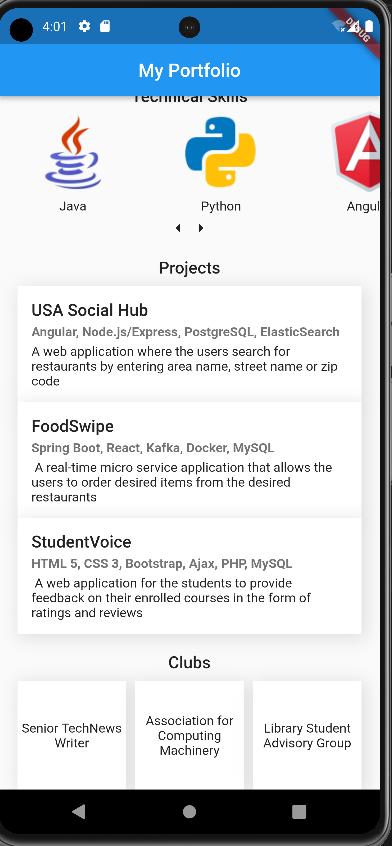 4:01
DEBUG
My Portfolio
Technical Skills
Java
Python
Angul
Projects
USA Social Hub
Angular, Node.js/Express, PostgreSQL, ElasticSearch
A web application where the users search for
restaurants by entering area name, street name or zip
code
FoodSwipe
Spring Boot, React, Kafka, Docker, MySQL
A real-time micro service application that allows the
users to order desired items from the desired
restaurants
StudentVoice
HTML 5, CSS 3, Bootstrap, Ajax, PHP, MySQL
A web application for the students to provide
feedback on their enrolled courses in the form of
ratings and reviews
Clubs
Senior TechNews
Writer
Association for
Computing
Machinery
Library Student
Advisory Group